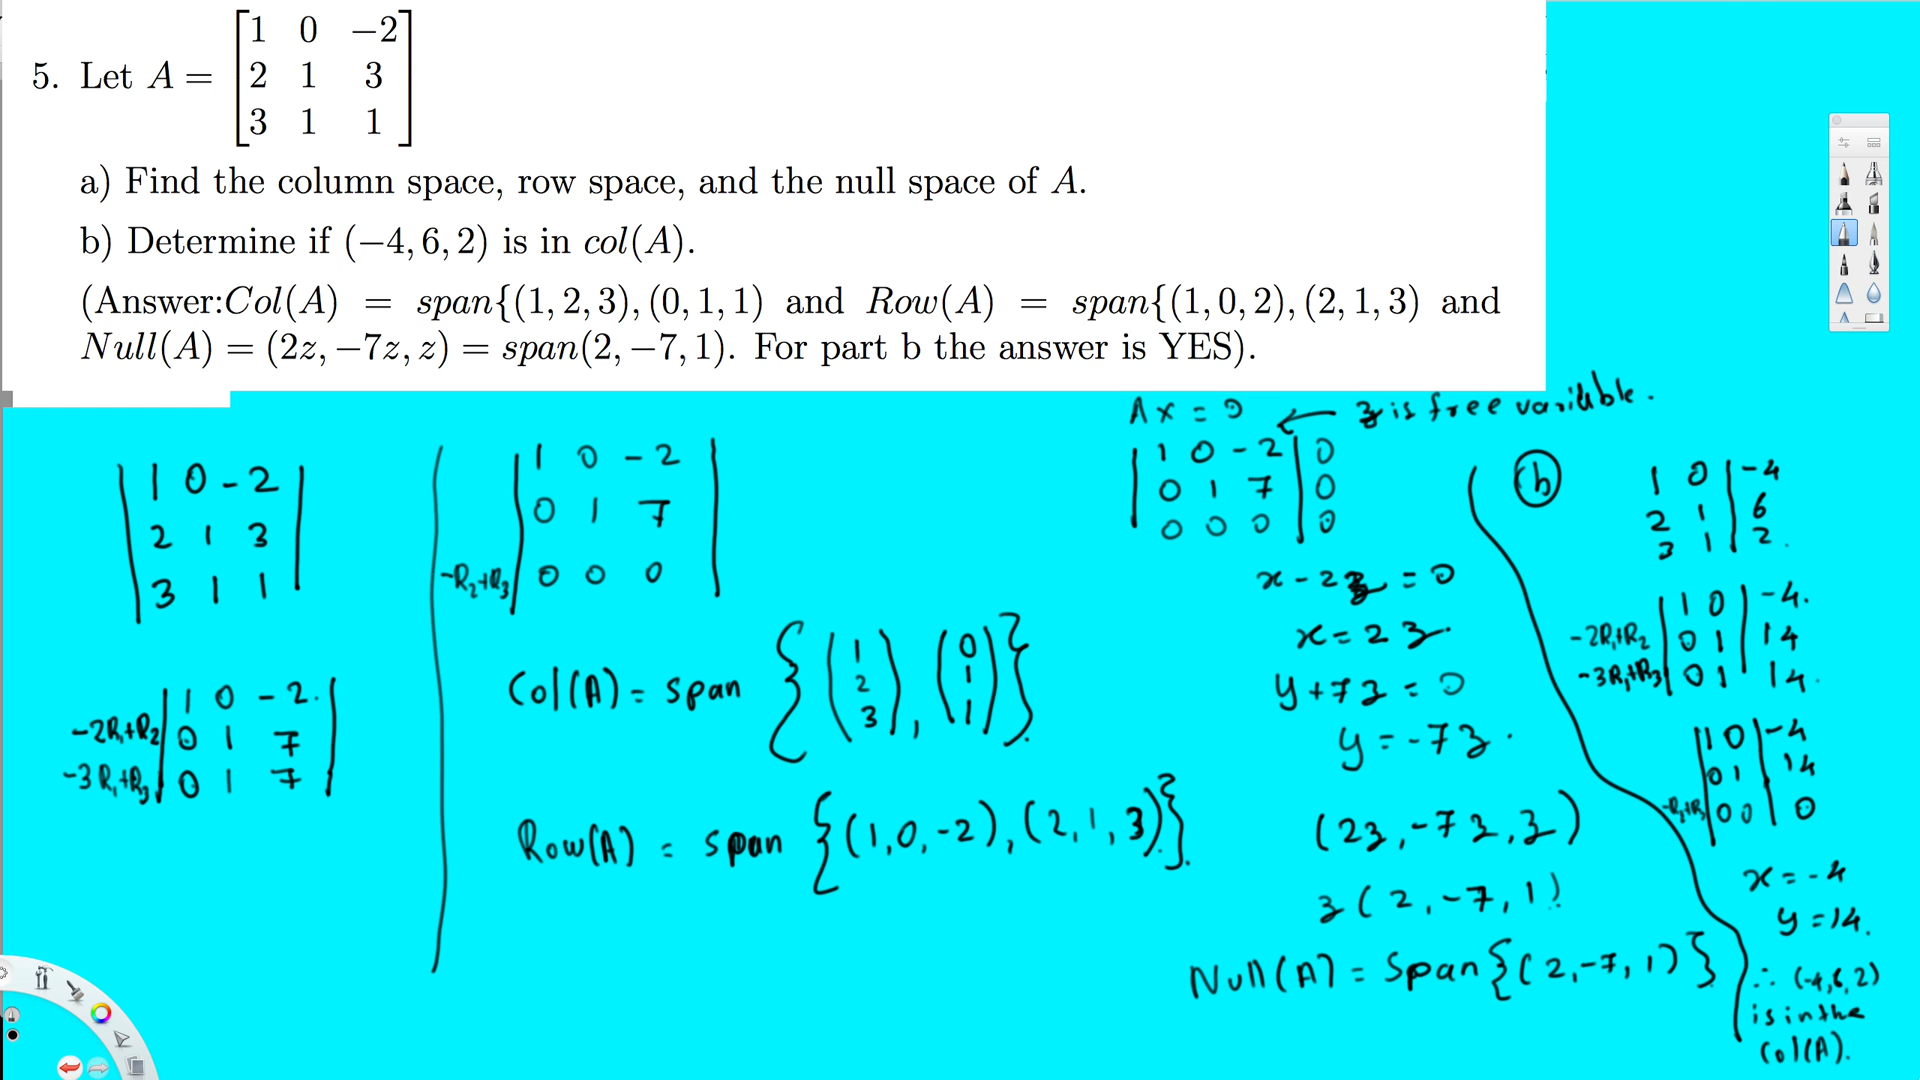 5. Let A = [1 0 −2
2 1 3
3 1 1]
a) Find the column space, row space, and the null space of A.
b) Determine if (−4, 6, 2) is in col(A).
(Answer:Col(A) = span{(1, 2, 3), (0, 1, 1) and Row(A) = span{(1, 0, 2), (2, 1, 3) and
Null(A) = (2z, −7z, z) = span(2, −7, 1). For part b the answer is YES).
| 1 0 -2 |
| 2 1 3 |
| 3 1 1 |
-2R₁+R₂ | 1 0 -2. |
| 0 1 7 |
-3R₁+R₃ | 0 1 7 |
| 1 0 -2 |
| 0 1 7 |
-R₂+R₃ | 0 0 0 |
Col(A) = span { (1 2 3), (0 1 1) }.
Row(A) = span { (1,0,-2), (2,1,3) }.
Ax = 0 ← z is free variable.
| 1 0 -2 | 0
| 0 1 7 | 0
| 0 0 0 | 0
x - 2z = 0
x = 2z.
y + 7z = 0
y = -7z.
(2z, -7z, z)
z(2, -7, 1)
Null(A) = Span {(2, -7, 1)}
(b)
1 0 | -4
2 1 | 6
3 1 | 2.
| 1 0 | -4.
-2R₁+R₂ | 0 1 | 14
-3R₁+R₃ | 0 1 | 14.
| 1 0 | -4
| 0 1 | 14
-R₂+R₃ | 0 0 | 0
x = -4
y = 14.
∴ (-4,6,2)
is in the
Col(A).